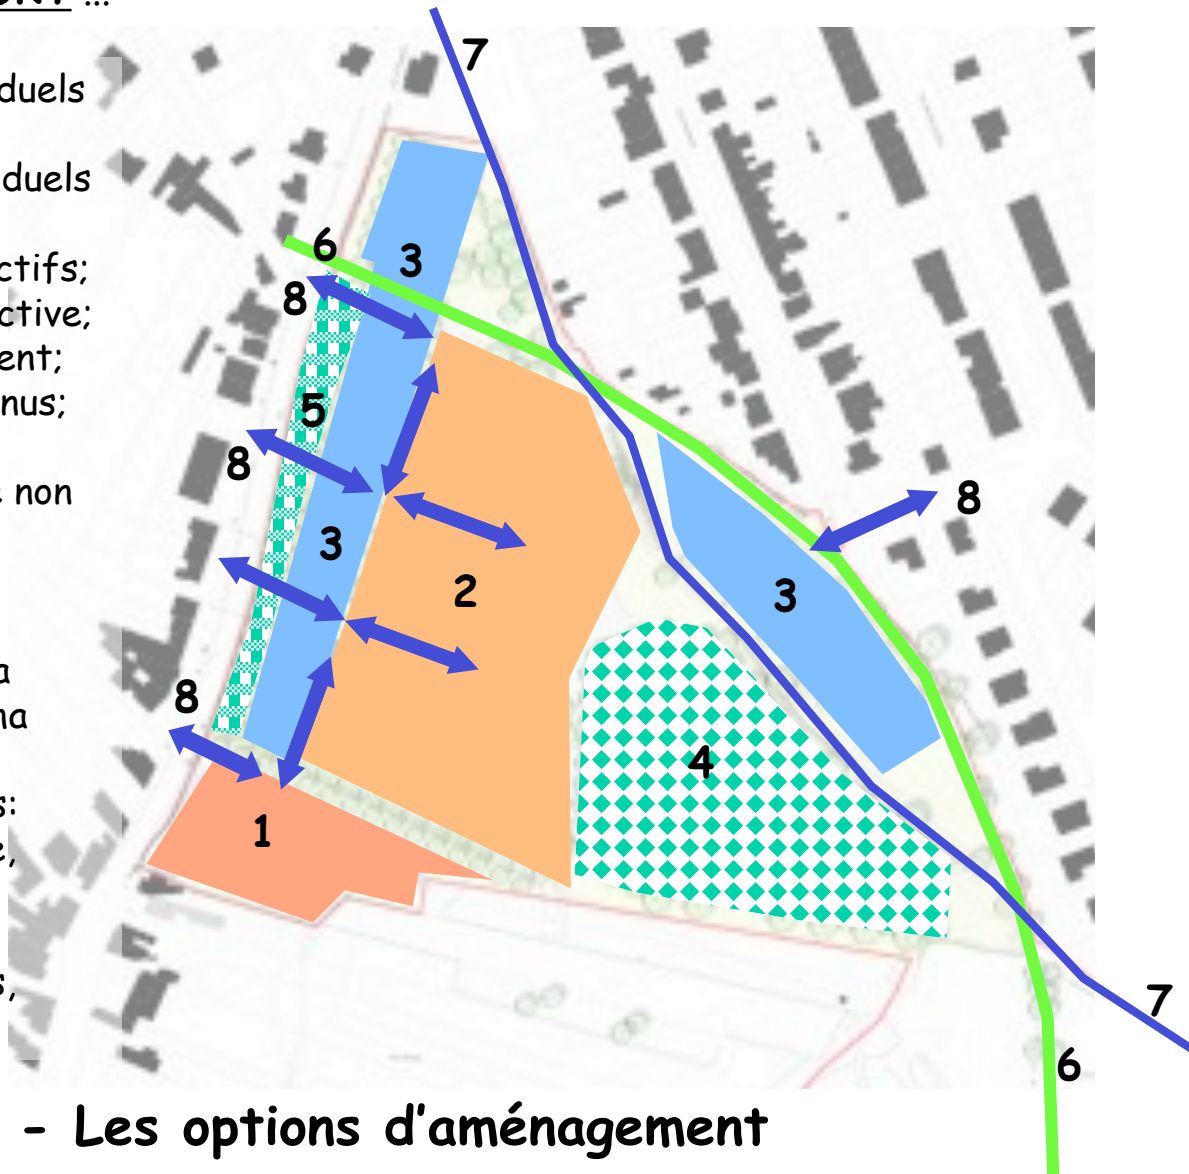 duels
duels
ctifs;
ctive;
ent;
nus;
non
a
na
s:
e,
s,
7
6
3
8
5
8
8
3
2
3
8
4
1
7
6
- Les options d’aménagement